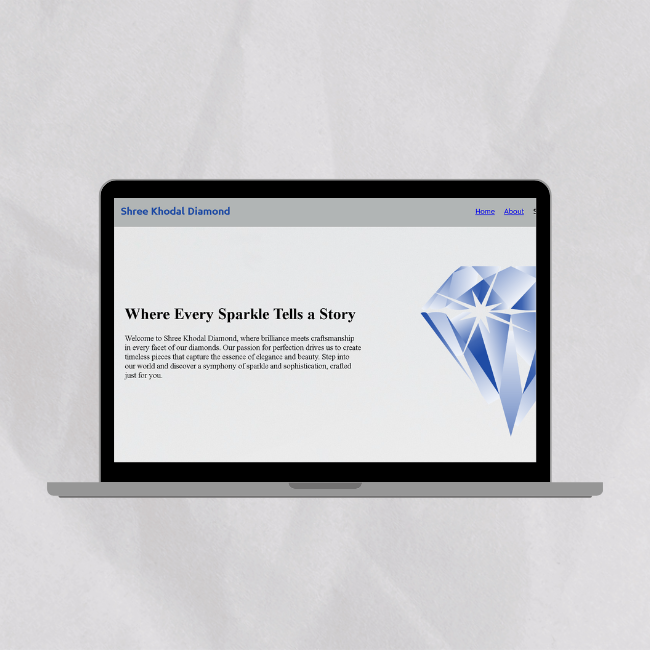 Shree Khodal Diamond
Home About S
Where Every Sparkle Tells a Story
Welcome to Shree Khodal Diamond, where brilliance meets craftsmanship
in every facet of our diamonds. Our passion for perfection drives us to create
timeless pieces that capture the essence of elegance and beauty. Step into
our world and discover a symphony of sparkle and sophistication, crafted
just for you.